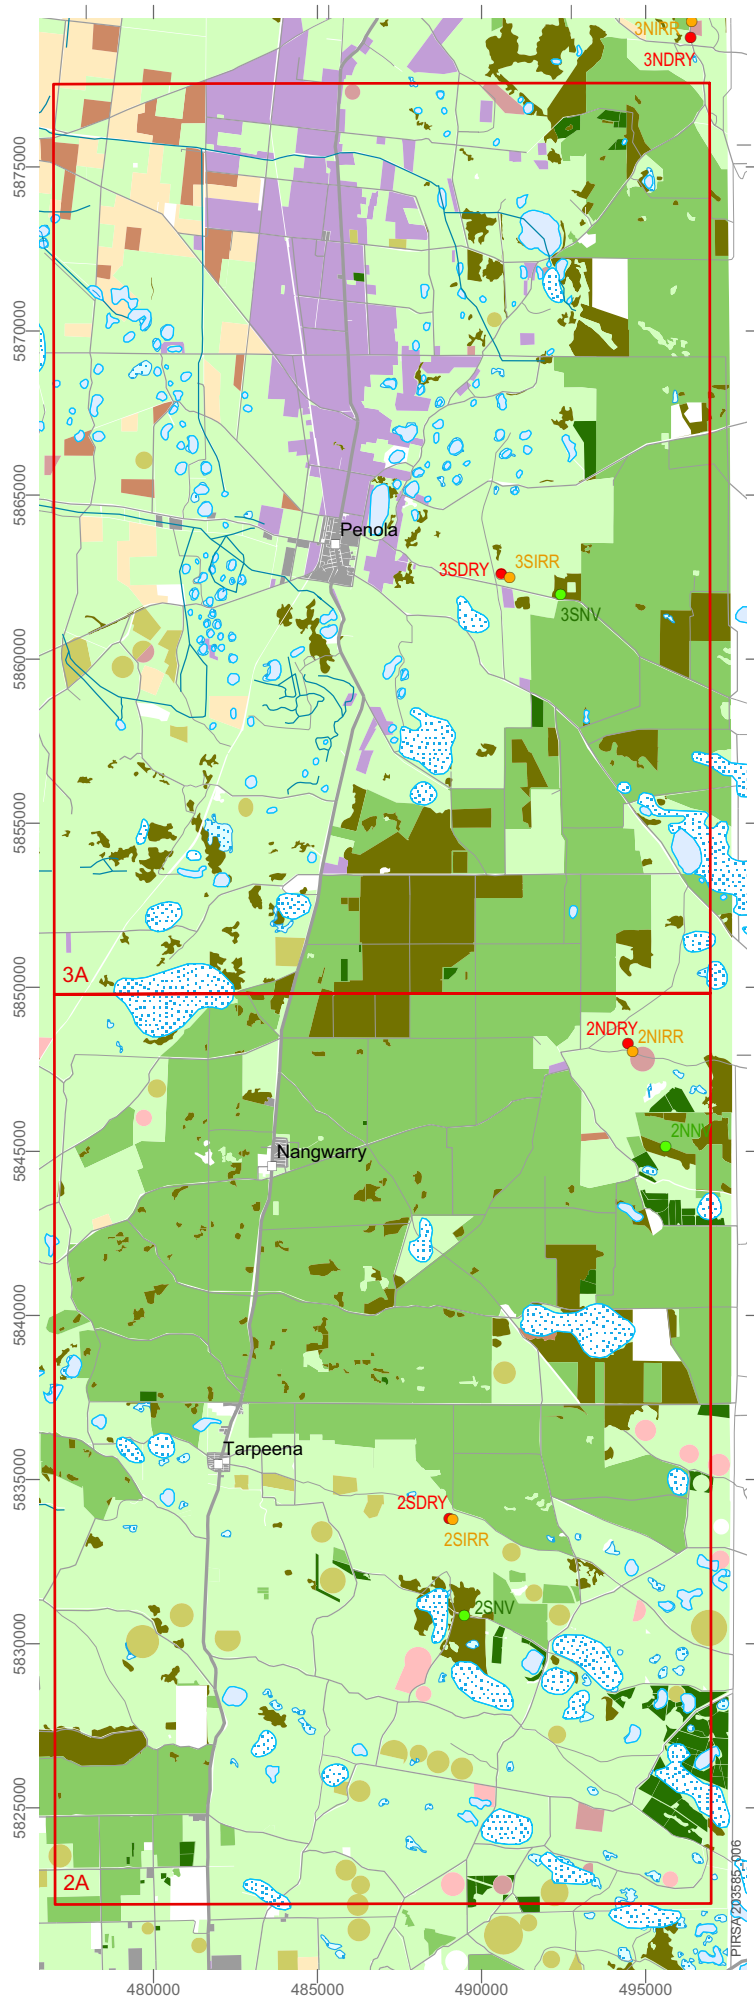 3NIRR
3NDRY
5875000
5870000
5865000
Penola
3SDRY
3SIRR
3SNV
5860000
5855000
3A
5850000
2NDRY
2NIRR
2NNV
5845000
Nangwarry
5840000
Tarpeena
5835000
2SDRY
2SIRR
2SNV
5830000
5825000
2A
PIRSA 203585_006
480000
485000
490000
495000